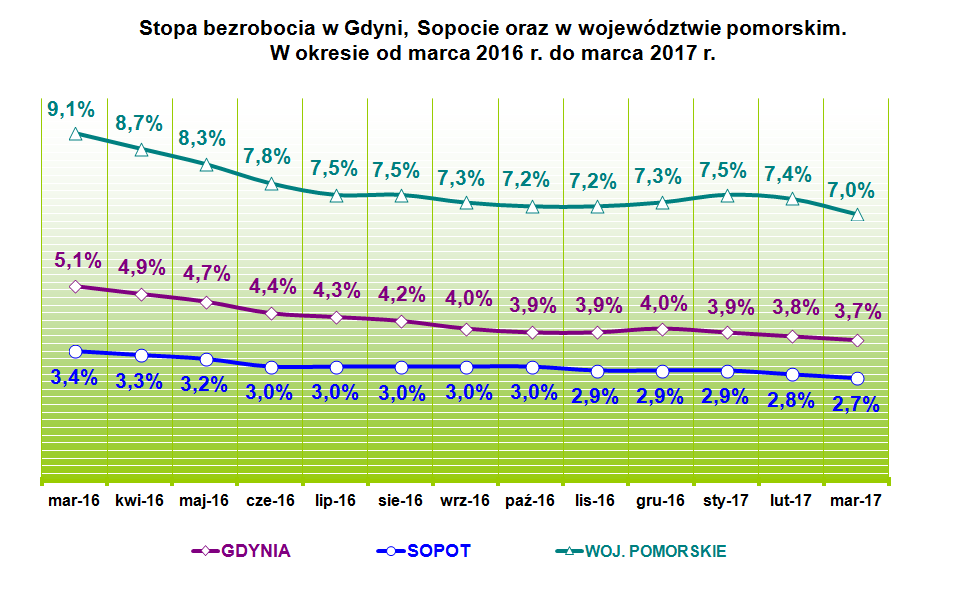 Stopa bezrobocia w Gdyni, Sopocie oraz w województwie pomorskim.
W okresie od marca 2016 r. do marca 2017 r.
9,1% 8,7% 8,3% 7,8% 7,5% 7,5% 7,3% 7,2% 7,2% 7,3% 7,5% 7,4% 7,0%
5,1% 4,9% 4,7% 4,4% 4,3% 4,2% 4,0% 3,9% 3,9% 4,0% 3,9% 3,8% 3,7%
3,4% 3,3% 3,2% 3,0% 3,0% 3,0% 3,0% 3,0% 2,9% 2,9% 2,9% 2,8% 2,7%
mar-16 kwi-16 maj-16 cze-16 lip-16 sie-16 wrz-16 paź-16 lis-16 gru-16 sty-17 lut-17 mar-17
GDYNIA SOPOT WOJ. POMORSKIE